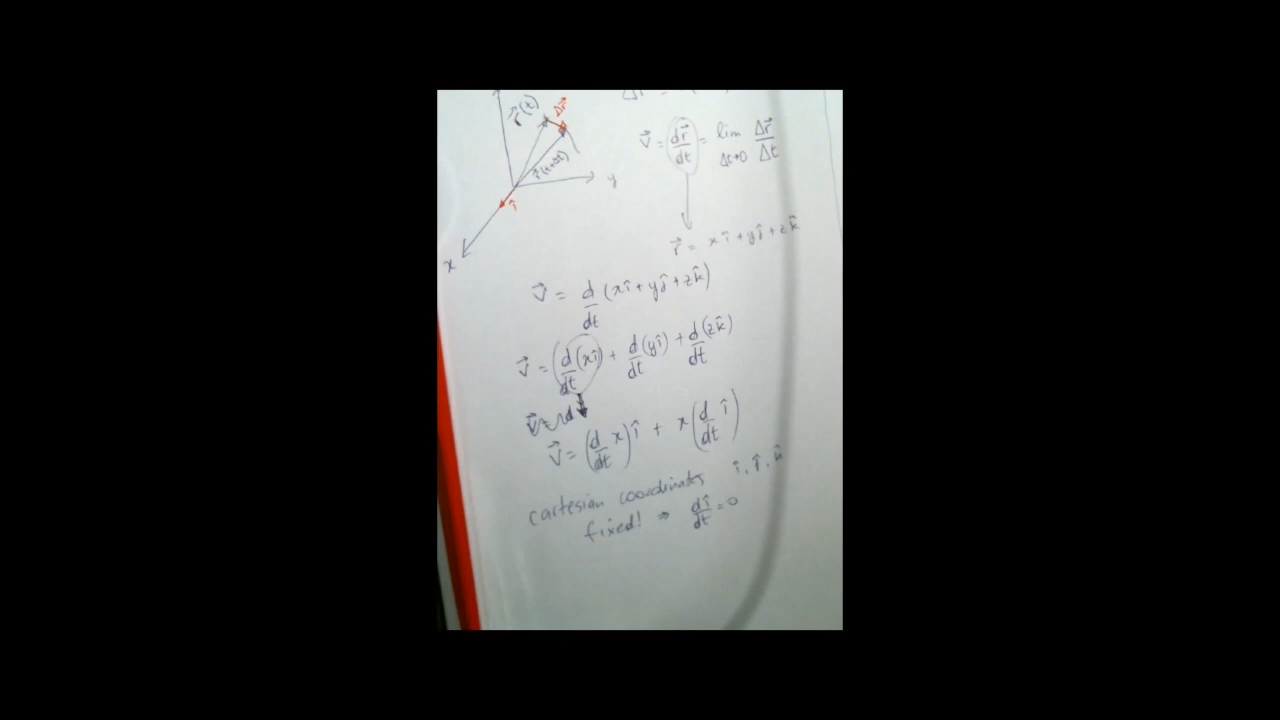 r⃗(t) Δr⃗
r⃗(t+Δt)
y
î
x
v⃗ = dr⃗/dt = lim Δt→0 Δr⃗/Δt
r⃗ = xî + yĵ + zk̂
v⃗ = d/dt (xî + yĵ + zk̂)
v⃗ = d/dt (xî) + d/dt (yî) + d/dt (zk̂)
v⃗ = (d/dt x) î + x (d/dt î)
cartesian coordinates î, ĵ, k̂
fixed! ⇒ dî/dt = 0